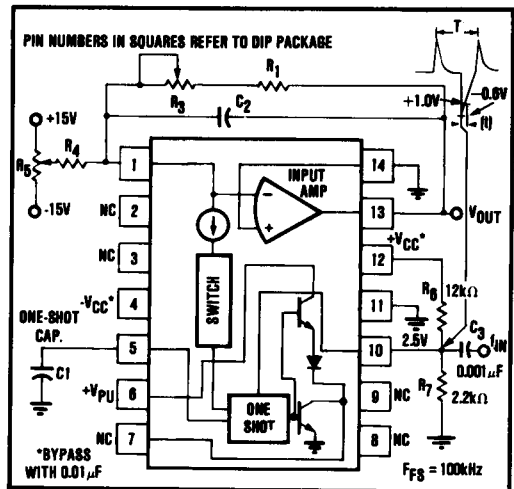 PIN NUMBERS IN SQUARES REFER TO DIP PACKAGE
T
R3
R1
+1.0V
-0.6V
(t)
C2
+15V
R5
R4
-15V
1
14
INPUT
AMP
-
+
13
VOUT
NC
2
+VCC*
12
NC
3
SWITCH
R6
12kΩ
-VCC*
4
11
ONE-SHOT
CAP.
C1
5
2.5V
10
C3
fIN
0.001μF
+VPU
6
9
NC
R7
2.2kΩ
ONE
SHOT
NC
7
8
NC
*BYPASS
WITH 0.01μF
FFS = 100kHz